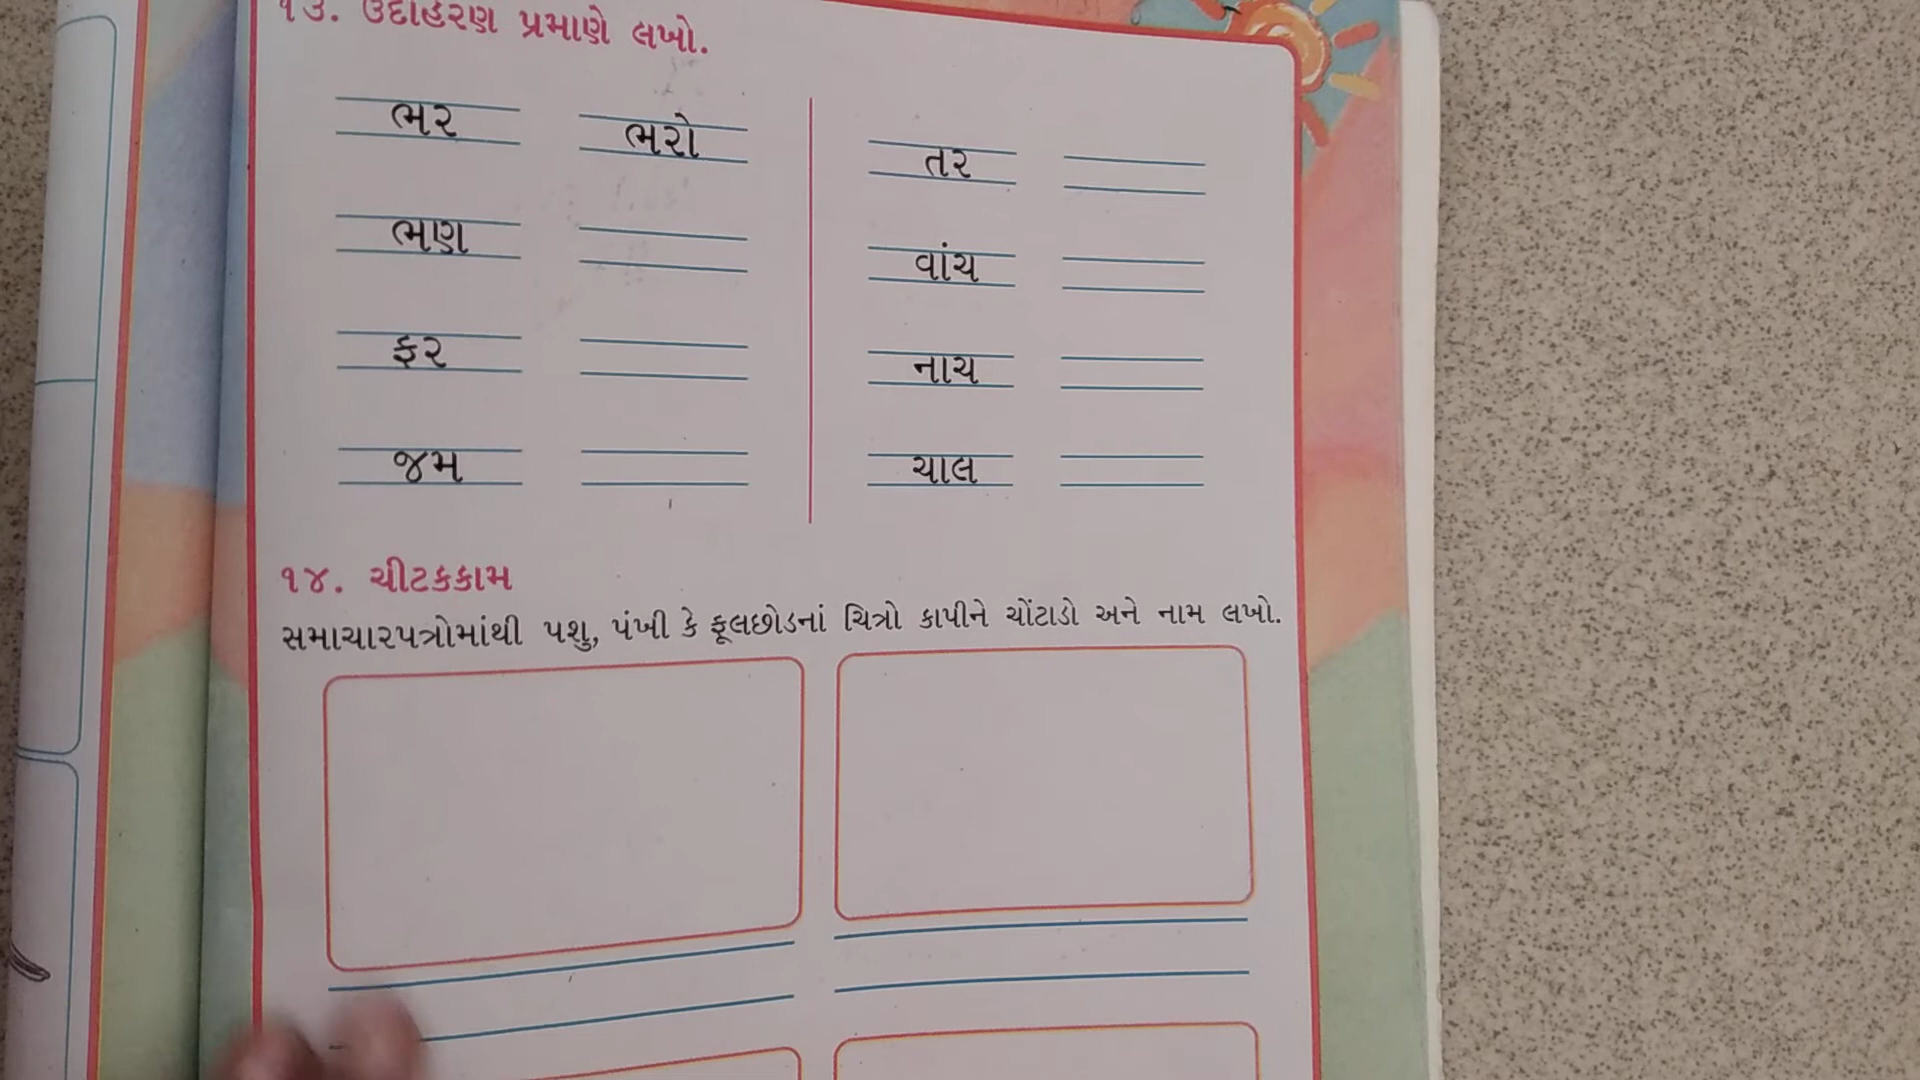 ૧૩. ઉદાહરણ પ્રમાણે લખો.
ભર ભરો તર
ભણ વાંચ
ફર નાચ
જમ ચાલ
૧૪. ચીટકકામ
સમાચારપત્રોમાંથી પશુ, પંખી કે ફૂલછોડનાં ચિત્રો કાપીને ચોંટાડો અને નામ લખો.